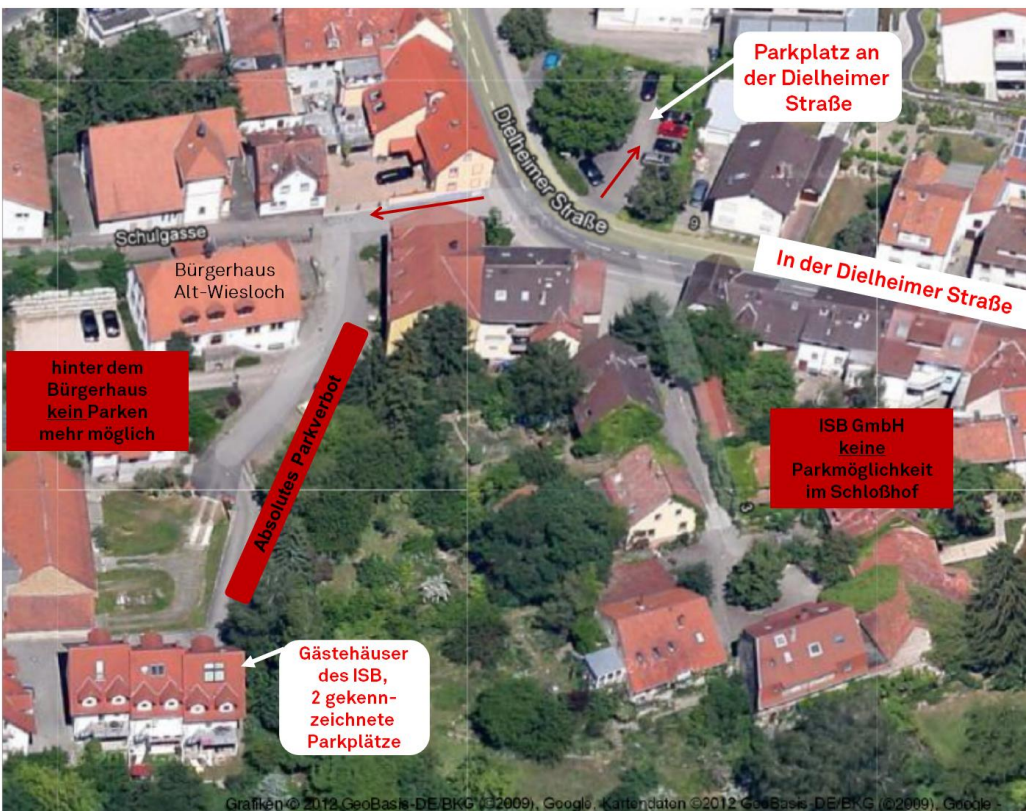 Parkplatz an
der Dielheimer
Straße
Dielheimer Straße
Schulgasse
9
In der Dielheimer Straße
Bürgerhaus
Alt-Wiesloch
hinter dem
Bürgerhaus
kein Parken
mehr möglich
Absolutes Parkverbot
ISB GmbH
keine
Parkmöglichkeit
im Schloßhof
3
Gästehäuser
des ISB,
2 gekenn-
zeichnete
Parkplätze
Grafiken © 2012 GeoBasis-DE/BKG (©2009), Google, Kartendaten ©2012 GeoBasis-DE/BKG (©2009), Google -